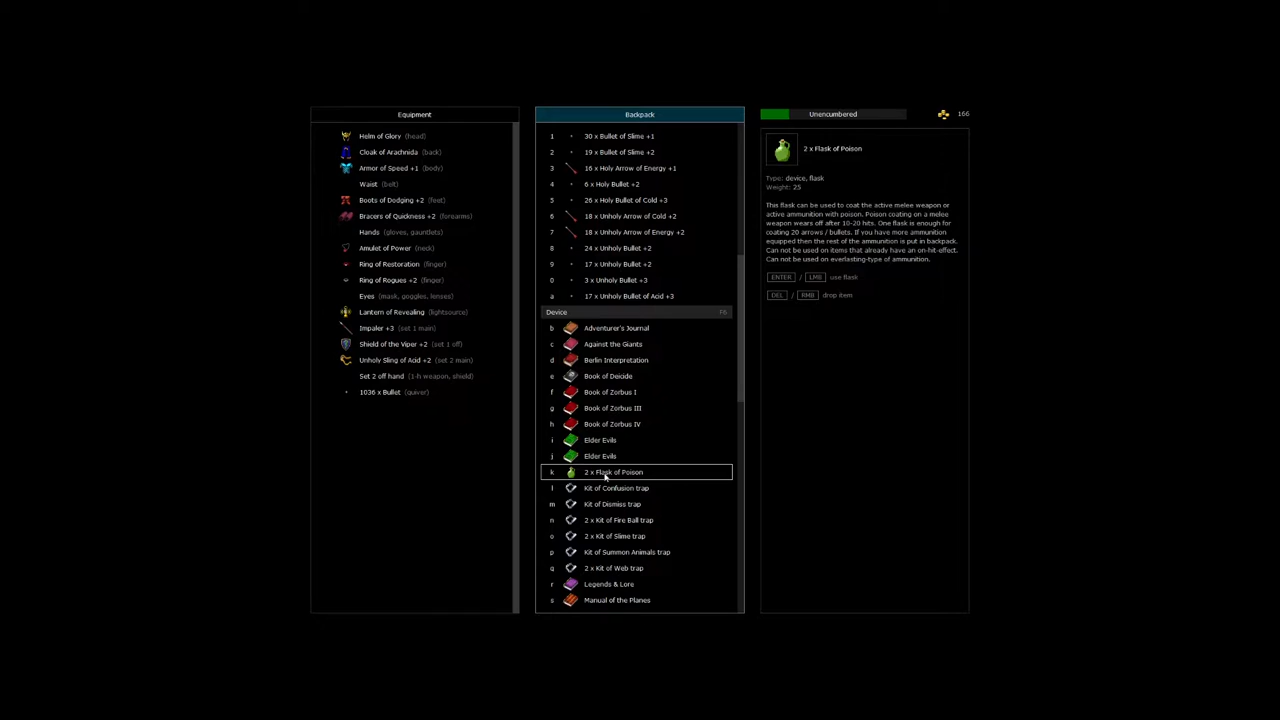 Equipment
Helm of Glory (head)
Cloak of Arachnida (back)
Armor of Speed +1 (body)
Waist (belt)
Boots of Dodging +2 (feet)
Bracers of Quickness +2 (forearms)
Hands (gloves, gauntlets)
Amulet of Power (neck)
Ring of Restoration (finger)
Ring of Rogues +2 (finger)
Eyes (mask, goggles, lenses)
Lantern of Revealing (lightsource)
Impaler +3 (set 1 main)
Shield of the Viper +2 (set 1 off)
Unholy Sling of Acid +2 (set 2 main)
Set 2 off hand (1-h weapon, shield)
1036 x Bullet (quiver)
Backpack
1 30 x Bullet of Slime +1
2 19 x Bullet of Slime +2
3 16 x Holy Arrow of Energy +1
4 6 x Holy Bullet +2
5 26 x Holy Bullet of Cold +3
6 18 x Unholy Arrow of Cold +2
7 18 x Unholy Arrow of Energy +2
8 24 x Unholy Bullet +2
9 17 x Unholy Bullet +2
0 3 x Unholy Bullet +3
a 17 x Unholy Bullet of Acid +3
Device F6
b Adventurer's Journal
c Against the Giants
d Berlin Interpretation
e Book of Deicide
f Book of Zorbus I
g Book of Zorbus III
h Book of Zorbus IV
i Elder Evils
j Elder Evils
k 2 x Flask of Poison
l Kit of Confusion trap
m Kit of Dismiss trap
n 2 x Kit of Fire Ball trap
o 2 x Kit of Slime trap
p Kit of Summon Animals trap
q 2 x Kit of Web trap
r Legends & Lore
s Manual of the Planes
Unencumbered 166
2 x Flask of Poison
Type: device, flask
Weight: 25
This flask can be used to coat the active melee weapon or
active ammunition with poison. Poison coating on a melee
weapon wears off after 10-20 hits. One flask is enough for
coating 20 arrows / bullets. If you have more ammunition
equipped then the rest of the ammunition is put in backpack.
Can not be used on items that already have an on-hit-effect.
Can not be used on everlasting-type of ammunition.
ENTER / LMB use flask
DEL / RMB drop item